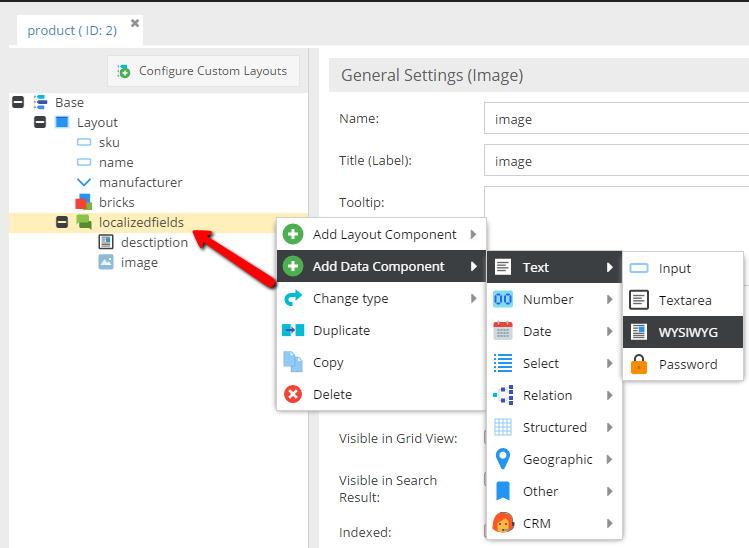 product ( ID: 2)
Configure Custom Layouts
Base
Layout
sku
name
manufacturer
bricks
localizedfields
desctiption
image
General Settings (Image)
Name:
image
Title (Label):
image
Tooltip:
Add Layout Component
Add Data Component
Change type
Duplicate
Copy
Delete
Text
Number
Date
Select
Relation
Structured
Geographic
Other
CRM
Input
Textarea
WYSIWYG
Password
Visible in Grid View:
Visible in Search
Result:
Indexed: